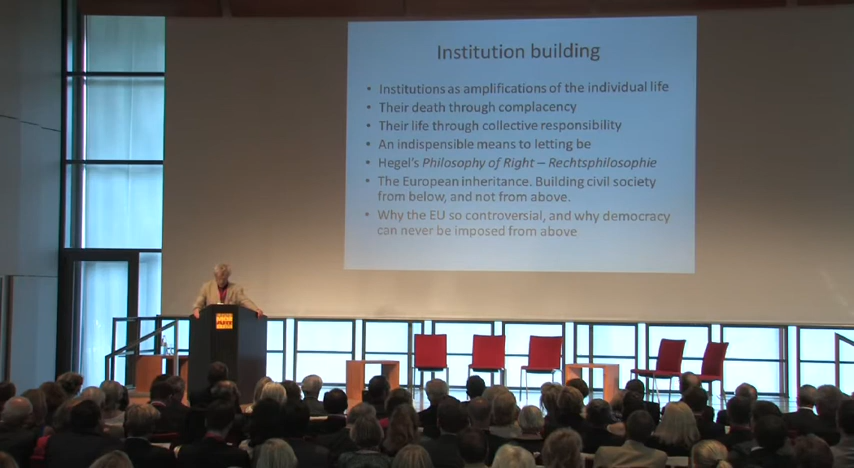 Institution building
• Institutions as amplifications of the individual life
• Their death through complacency
• Their life through collective responsibility
• An indispensible means to letting be
• Hegel's Philosophy of Right – Rechtsphilosophie
• The European inheritance. Building civil society
from below, and not from above.
• Why the EU so controversial, and why democracy
can never be imposed from above